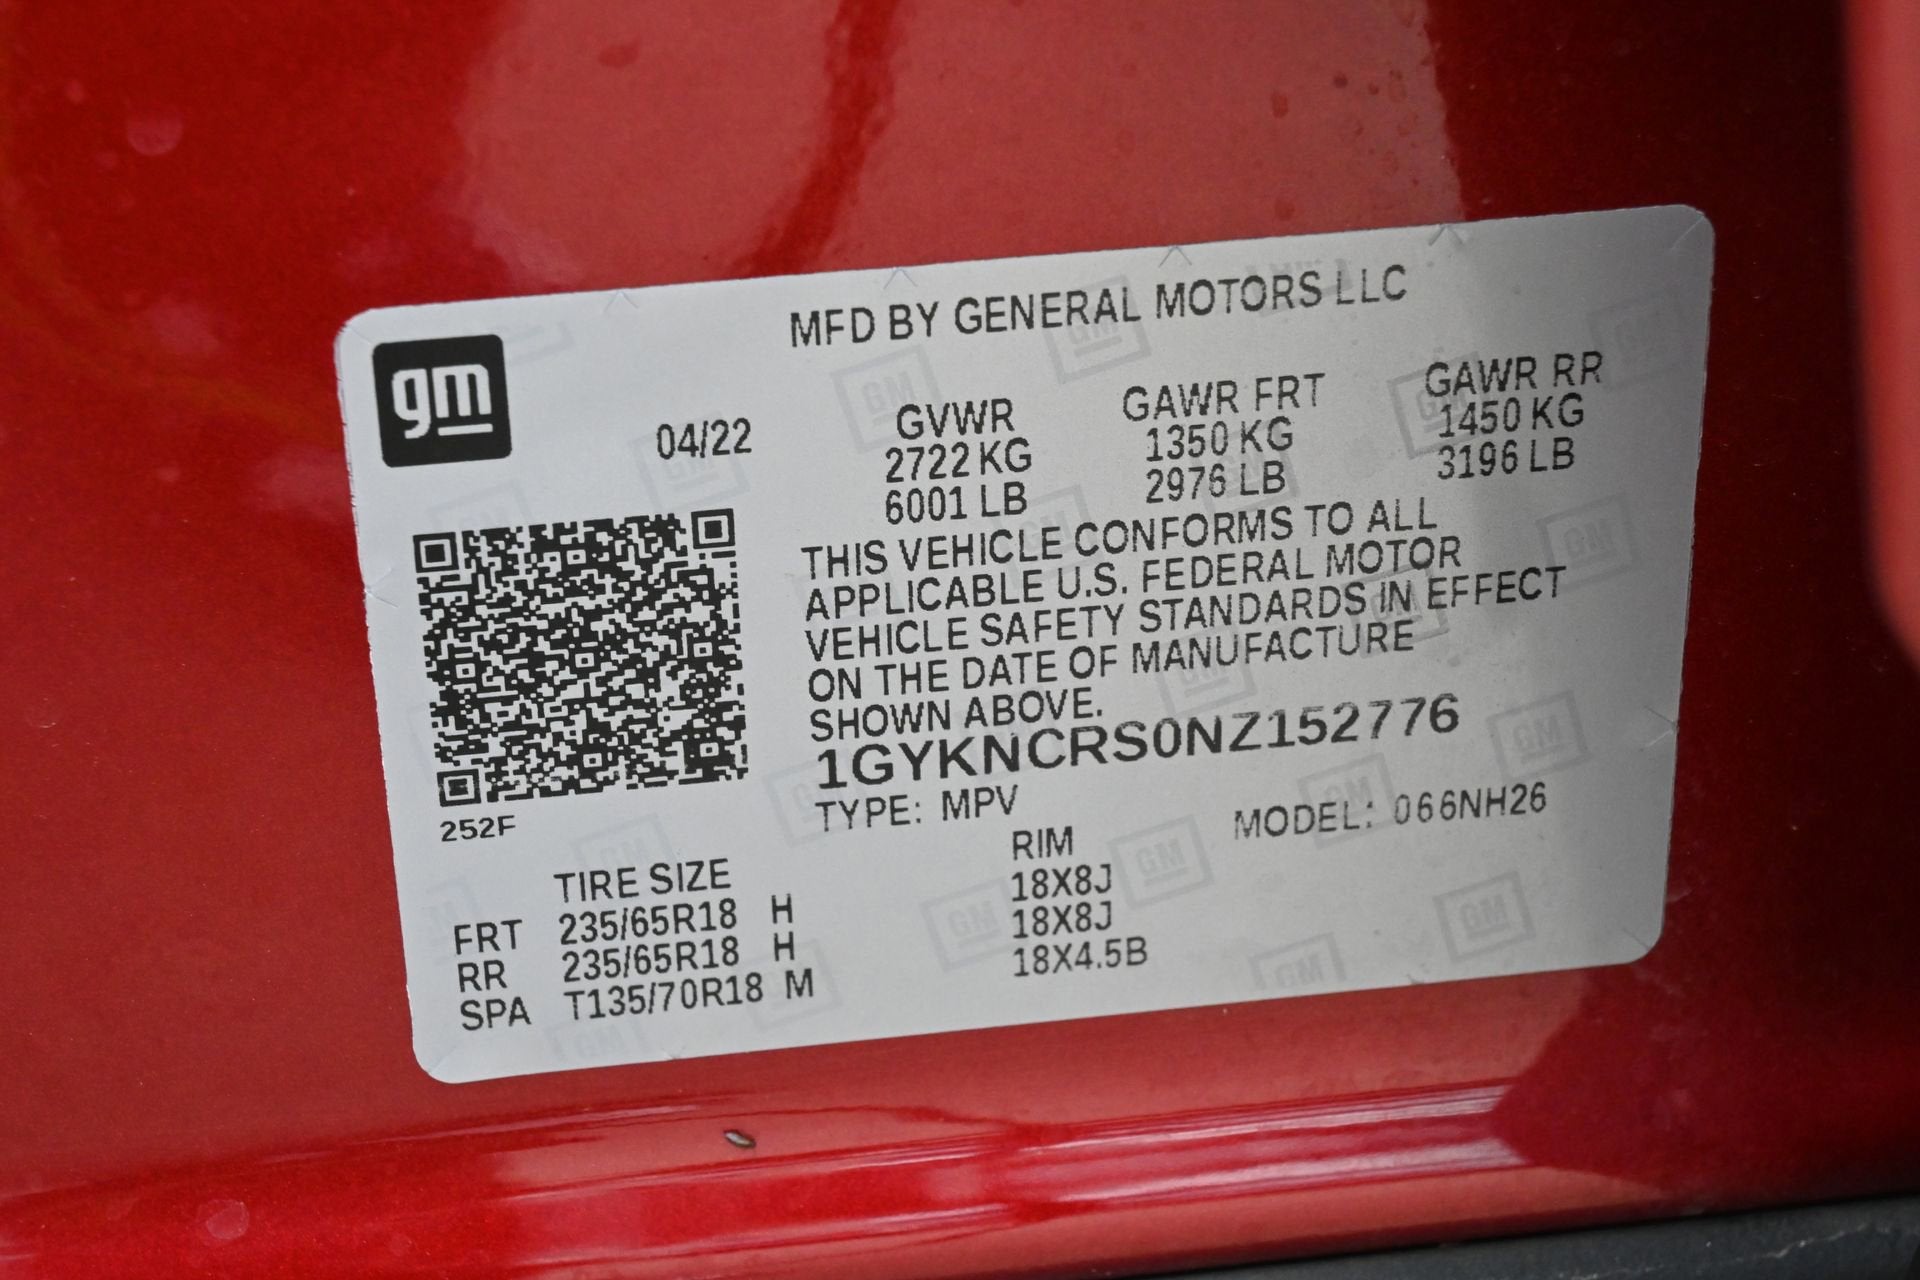 gm
MFD BY GENERAL MOTORS LLC
04/22 GVWR GAWR FRT GAWR RR
2722 KG 1350 KG 1450 KG
6001 LB 2976 LB 3196 LB
THIS VEHICLE CONFORMS TO ALL
APPLICABLE U.S. FEDERAL MOTOR
VEHICLE SAFETY STANDARDS IN EFFECT
ON THE DATE OF MANUFACTURE
SHOWN ABOVE.
1GYKNCRS0NZ152776
252F
TYPE: MPV MODEL: 066NH26
TIRE SIZE RIM
FRT 235/65R18 H 18X8J
RR 235/65R18 H 18X8J
SPA T135/70R18 M 18X4.5B